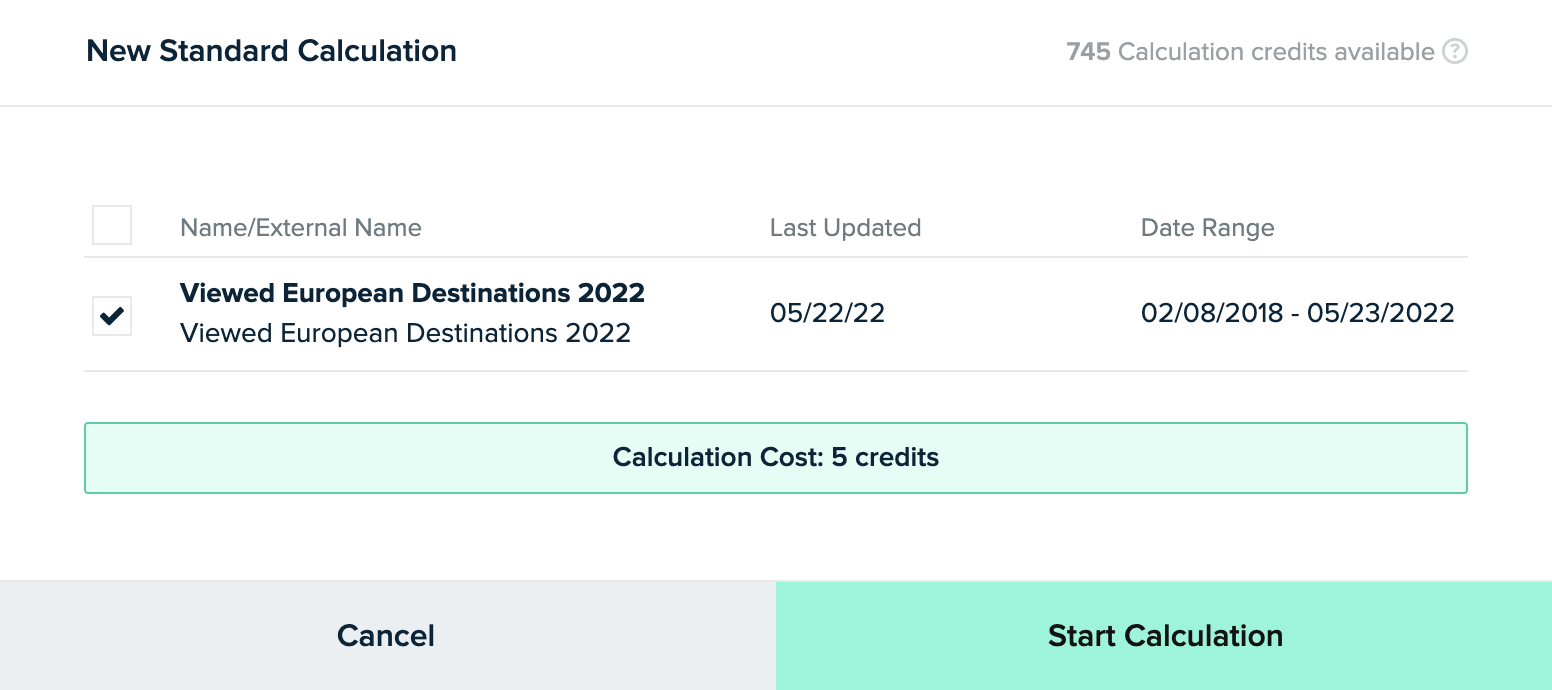 New Standard Calculation
745 Calculation credits available ?
Name/External Name Last Updated Date Range
Viewed European Destinations 2022
Viewed European Destinations 2022
05/22/22 02/08/2018 - 05/23/2022
Calculation Cost: 5 credits
Cancel Start Calculation